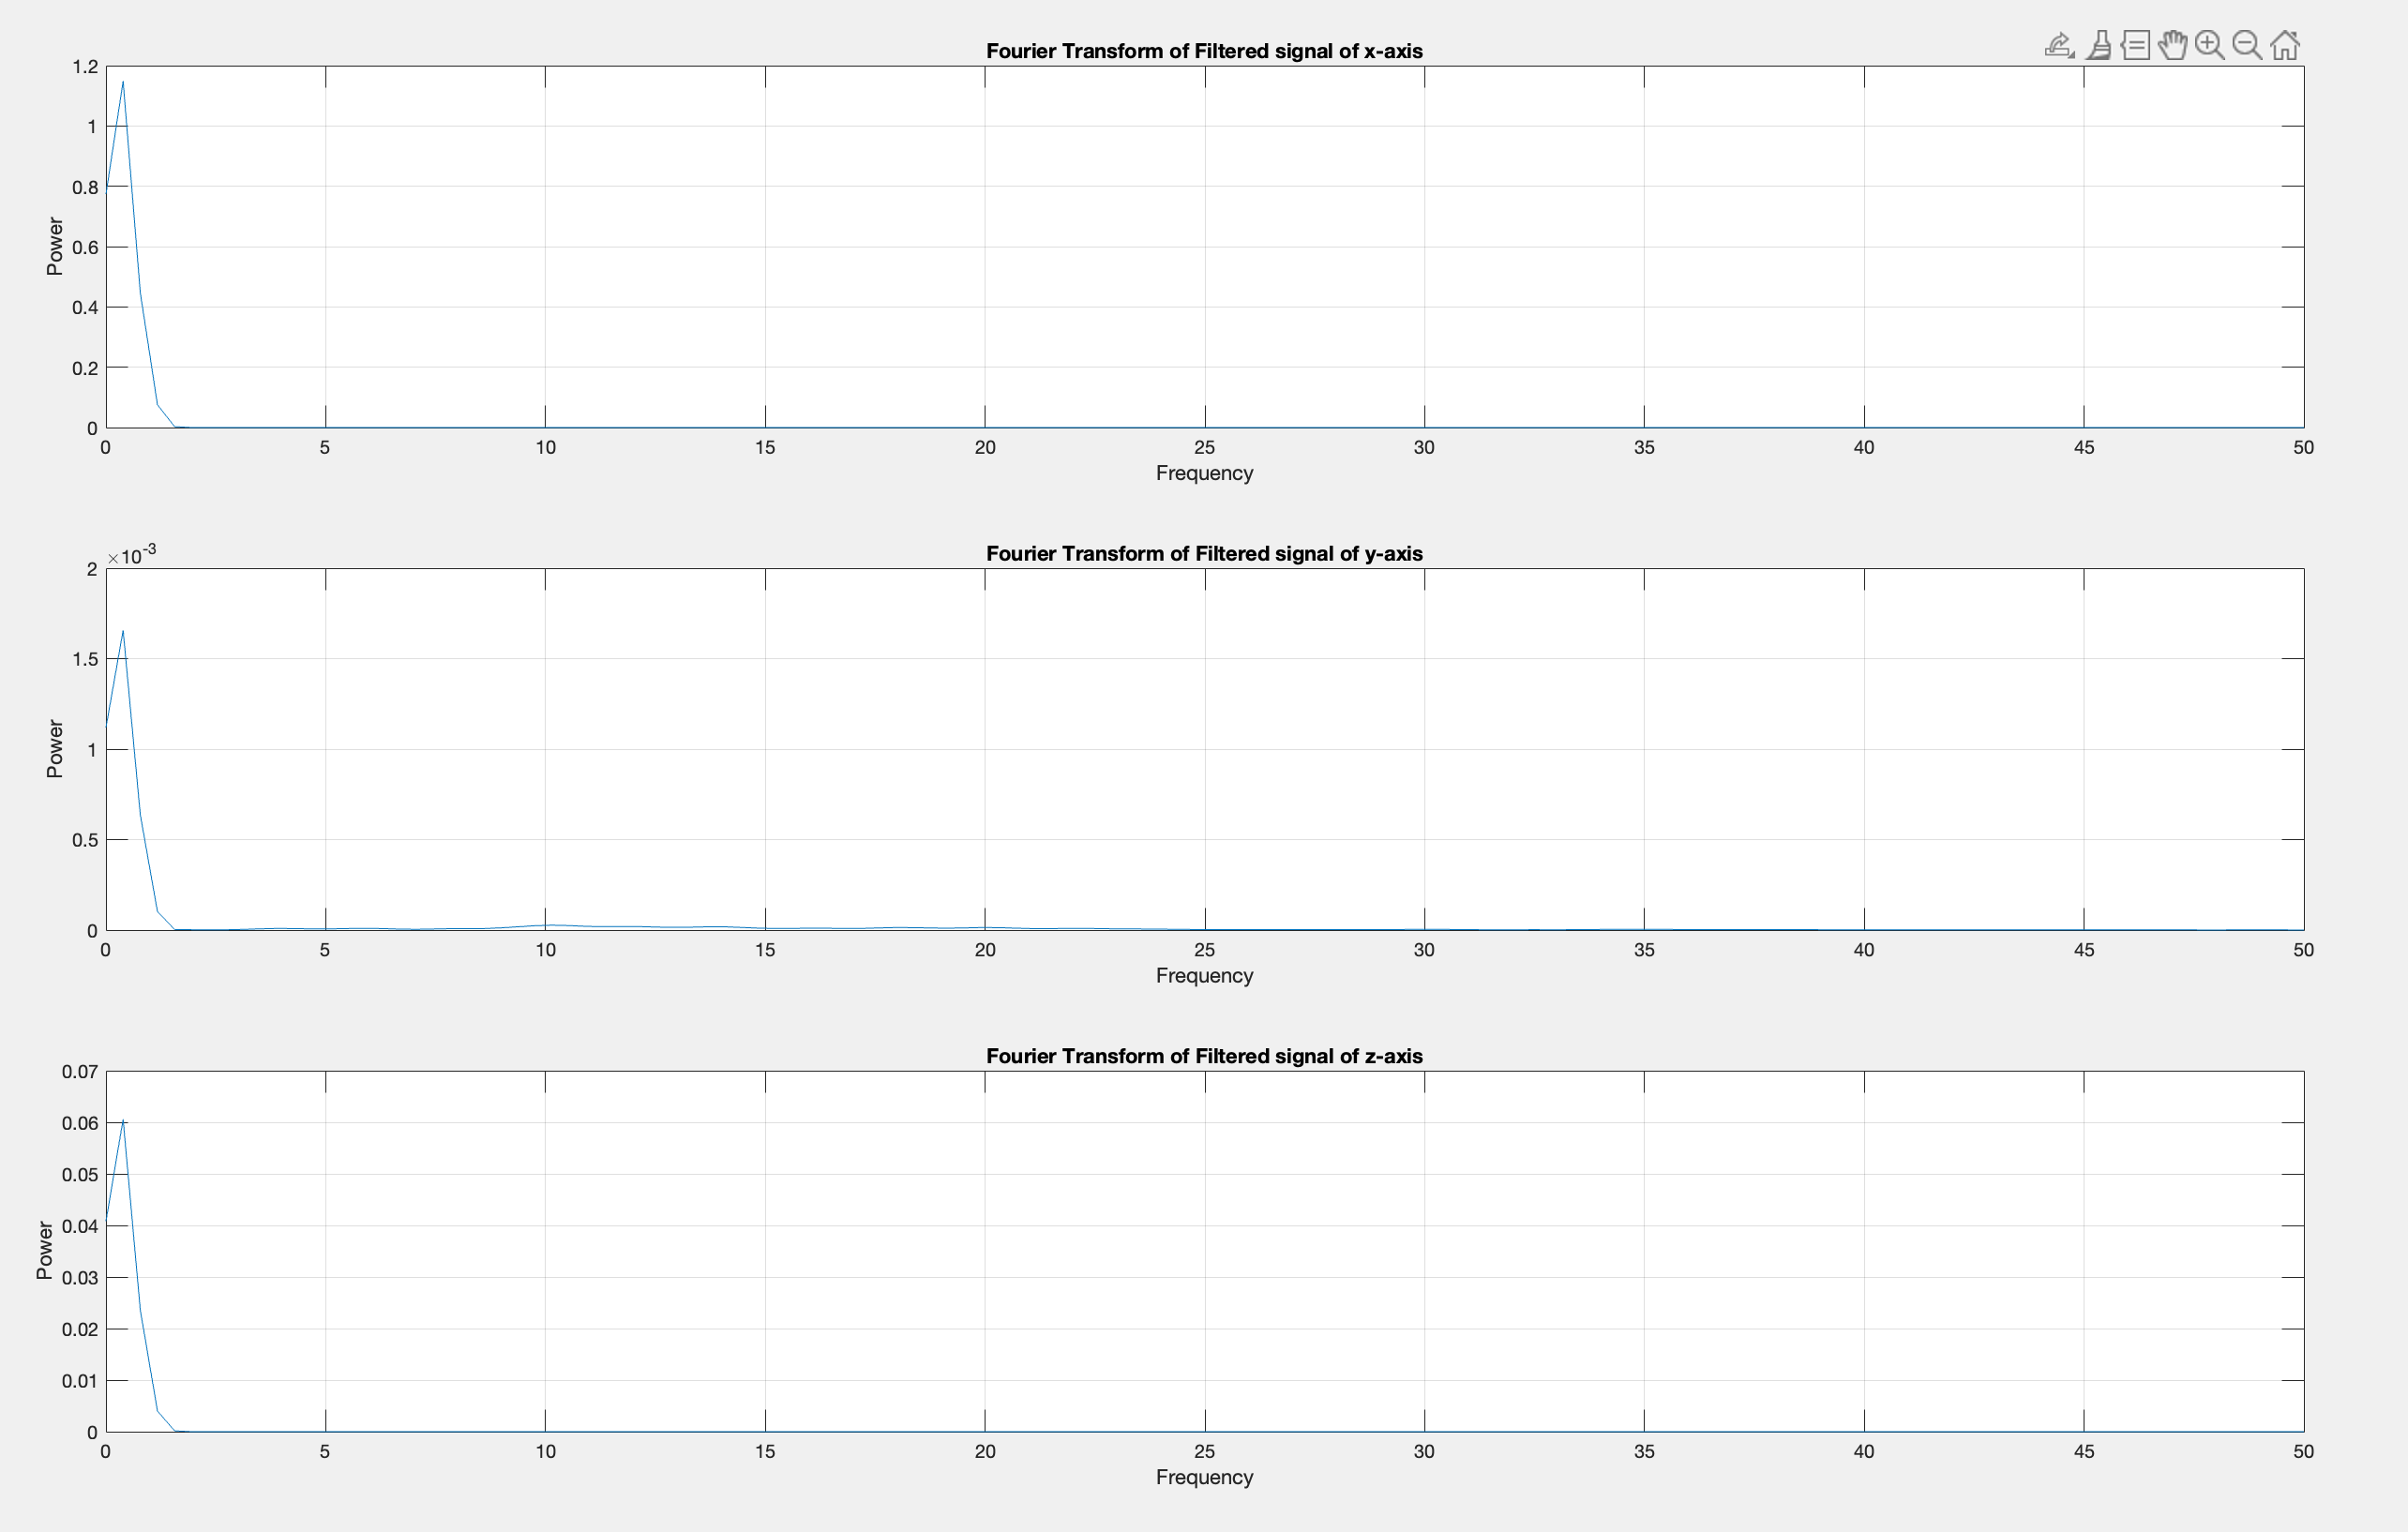 Fourier Transform of Filtered signal of x-axis
1.2
1
0.8
0.6
0.4
0.2
0
Power
0 5 10 15 20 25 30 35 40 45 50
Frequency
Fourier Transform of Filtered signal of y-axis
×10-3
2
1.5
1
0.5
0
Power
0 5 10 15 20 25 30 35 40 45 50
Frequency
Fourier Transform of Filtered signal of z-axis
0.07
0.06
0.05
0.04
0.03
0.02
0.01
0
Power
0 5 10 15 20 25 30 35 40 45 50
Frequency